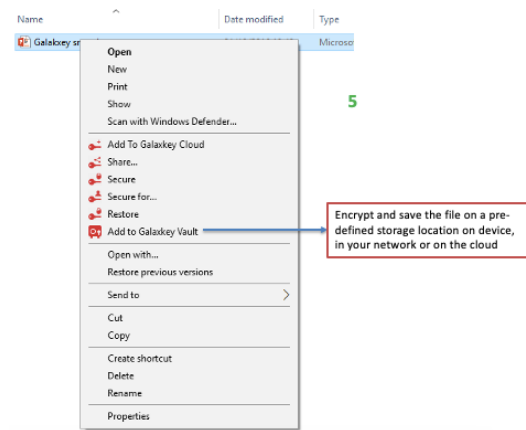 Name Date modified Type
Galaxkey Microso
Open
New
Print
Show
5
Scan with Windows Defender...
Add To Galaxkey Cloud
Share...
Secure
Secure for...
Restore
Add to Galaxkey Vault
Encrypt and save the file on a pre-
defined storage location on device,
in your network or on the cloud
Open with...
Restore previous versions
Send to
Cut
Copy
Create shortcut
Delete
Rename
Properties